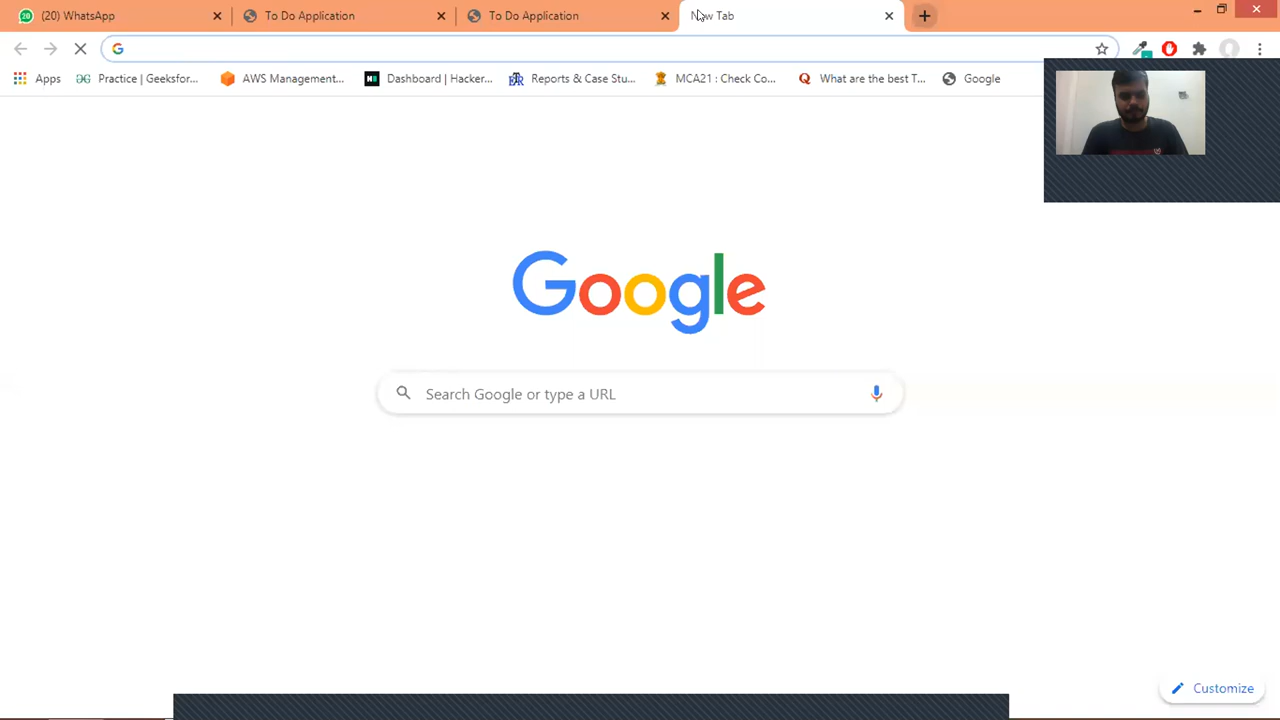 (20) WhatsApp
To Do Application
To Do Application
New Tab
Apps
Practice | Geeksfor...
AWS Management...
Dashboard | Hacker...
Reports & Case Stu...
MCA21 : Check Co...
What are the best T...
Google
Google
Search Google or type a URL
Customize